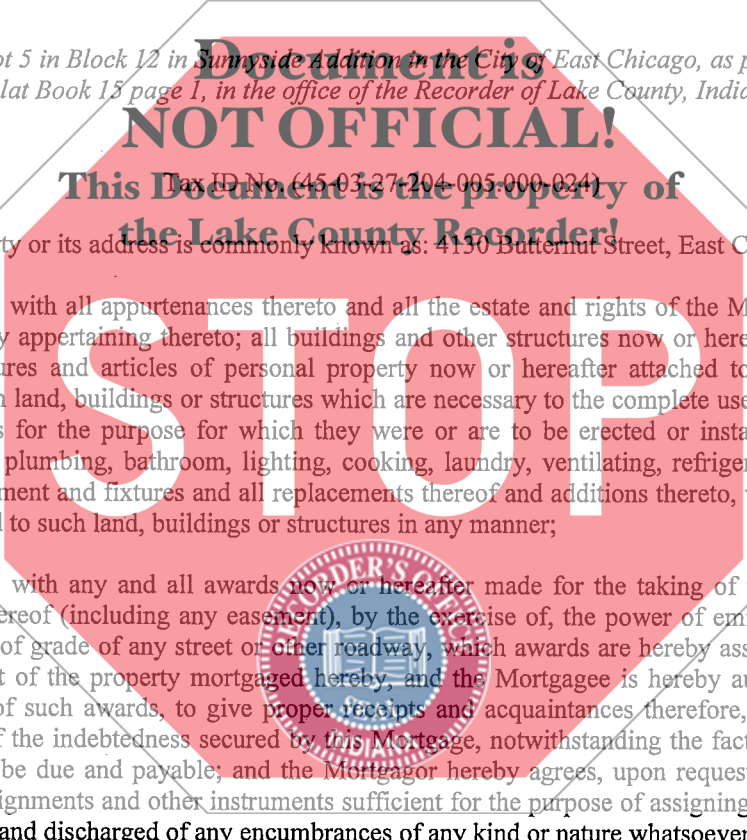 Document is
ot 5 in Block 12 in Sunnyside Addition in the City of East Chicago, as p
lat Book 15 page 1, in the office of the Recorder of Lake County, India
NOT OFFICIAL!
This Document is the property of
Tax ID No. (45-03-27-204-005.000-024)
the Lake County Recorder!
ty or its address is commonly known as: 4130 Butternut Street, East C
with all appurtenances thereto and all the estate and rights of the M
y appertaining thereto; all buildings and other structures now or here
ures and articles of personal property now or hereafter attached to
n land, buildings or structures which are necessary to the complete use
s for the purpose for which they were or are to be erected or insta
plumbing, bathroom, lighting, cooking, laundry, ventilating, refriger
ment and fixtures and all replacements thereof and additions thereto,
l to such land, buildings or structures in any manner;
STOP
with any and all awards now or hereafter made for the taking of
ereof (including any easement), by the exercise of, the power of emi
of grade of any street or other roadway, which awards are hereby ass
t of the property mortgaged hereby, and the Mortgagee is hereby au
of such awards, to give proper receipts and acquaintances therefore,
f the indebtedness secured by this Mortgage, notwithstanding the fact
be due and payable; and the Mortgagor hereby agrees, upon reques
ignments and other instruments sufficient for the purpose of assigning
and discharged of any encumbrances of any kind or nature whatsoever